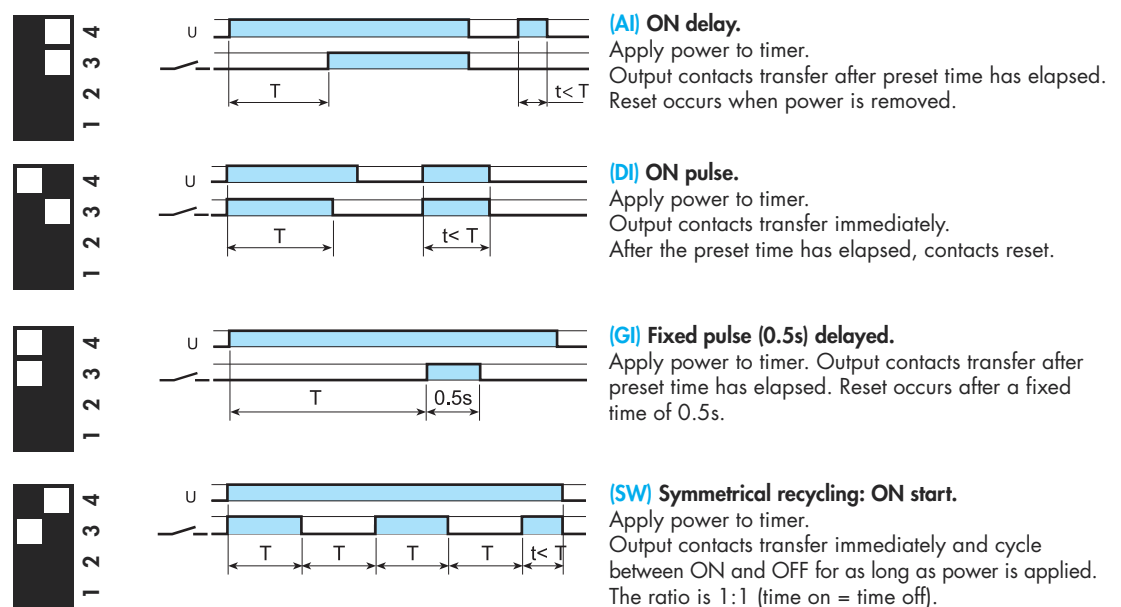 4
3
2
1
U
T
t< T
(AI) ON delay.
Apply power to timer.
Output contacts transfer after preset time has elapsed.
Reset occurs when power is removed.
4
3
2
1
U
T
t< T
(DI) ON pulse.
Apply power to timer.
Output contacts transfer immediately.
After the preset time has elapsed, contacts reset.
4
3
2
1
U
T
0.5s
(GI) Fixed pulse (0.5s) delayed.
Apply power to timer. Output contacts transfer after
preset time has elapsed. Reset occurs after a fixed
time of 0.5s.
4
3
2
1
U
T T T T t< T
(SW) Symmetrical recycling: ON start.
Apply power to timer.
Output contacts transfer immediately and cycle
between ON and OFF for as long as power is applied.
The ratio is 1:1 (time on = time off).